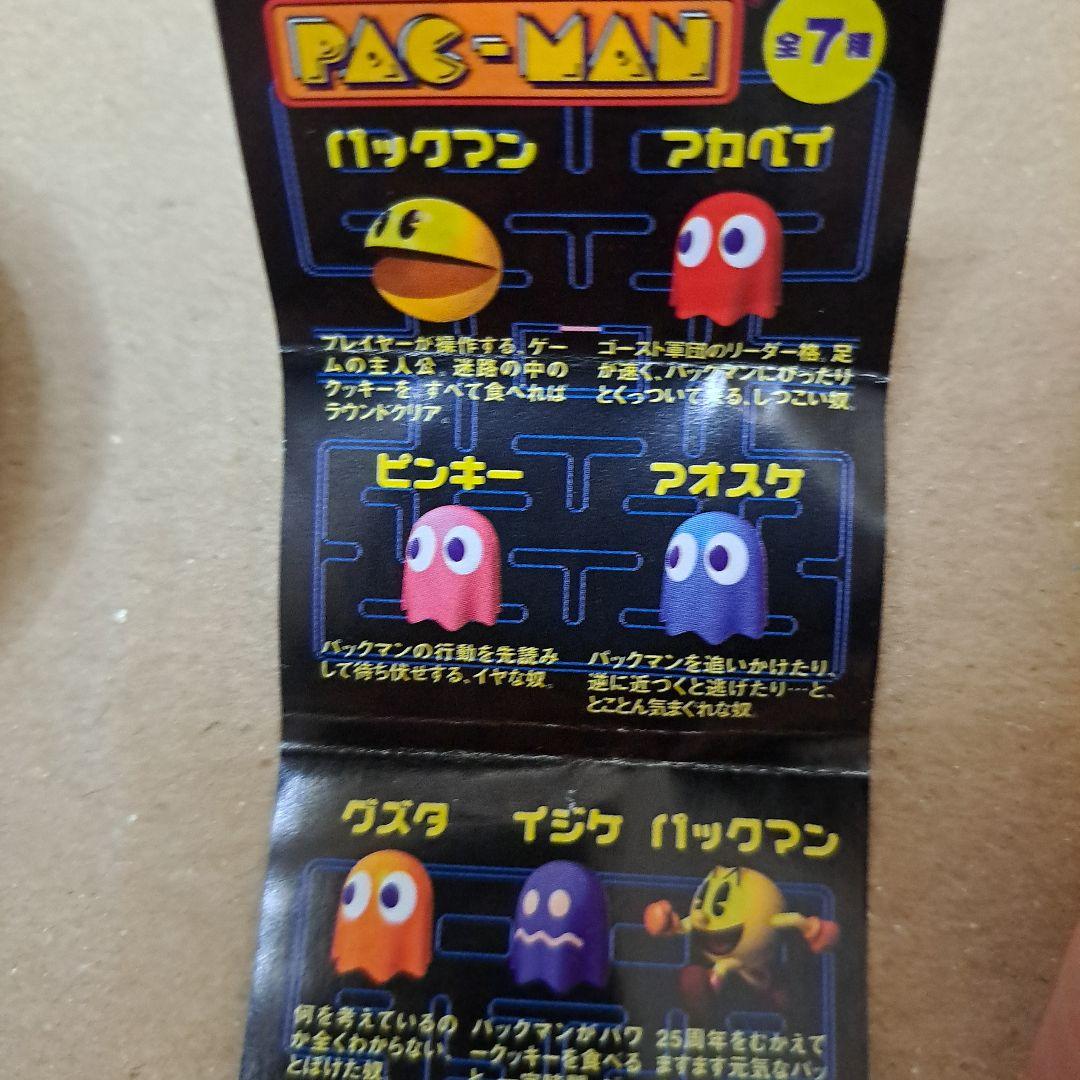 PAC-MAN
全7種
パックマン
アカベイ
プレイヤーが操作する、ゲー
ムの主人公。迷路の中の
クッキーを、すべて食べれば
ラウンドクリア。
ゴースト軍団のリーダー格。足
が速く、パックマンにぴったり
とくっついて来る、しつこい奴。
ピンキー
アオスケ
パックマンの行動を先読み
して待ち伏せする、イヤな奴。
パックマンを追いかけたり、
逆に近づくと逃げたり…と、
とことん気まぐれな奴。
グズタ
イジケ
パックマン
何を考えているの
か全くわからない、
とぼけた奴。
パックマンがパワ
ークッキーを食べる
25周年をむかえて
ますます元気なパッ